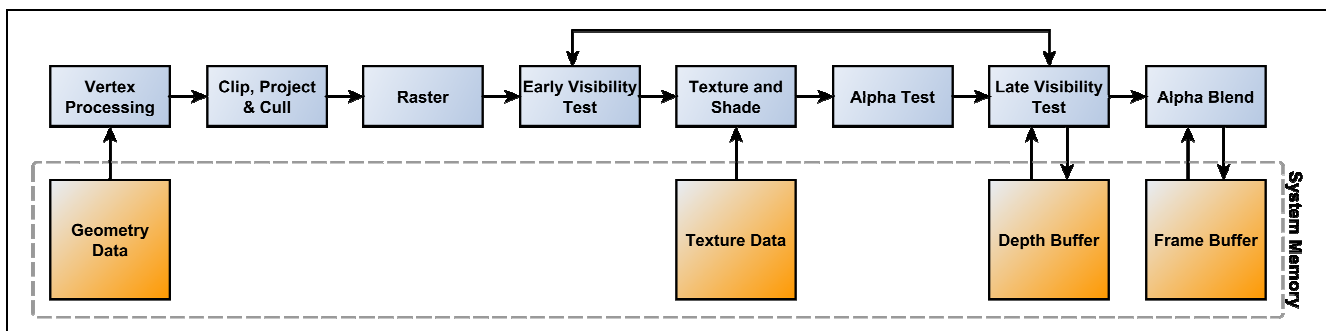 Vertex
Processing
Clip, Project
& Cull
Raster
Early Visibility
Test
Texture and
Shade
Alpha Test
Late Visibility
Test
Alpha Blend
Geometry
Data
Texture Data
Depth Buffer
Frame Buffer
System Memory